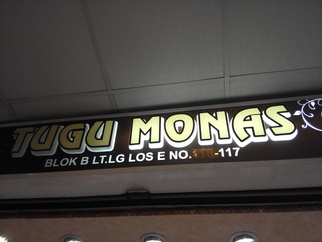 TUGU MONAS
BLOK B LT.LG LOS E NO. -117